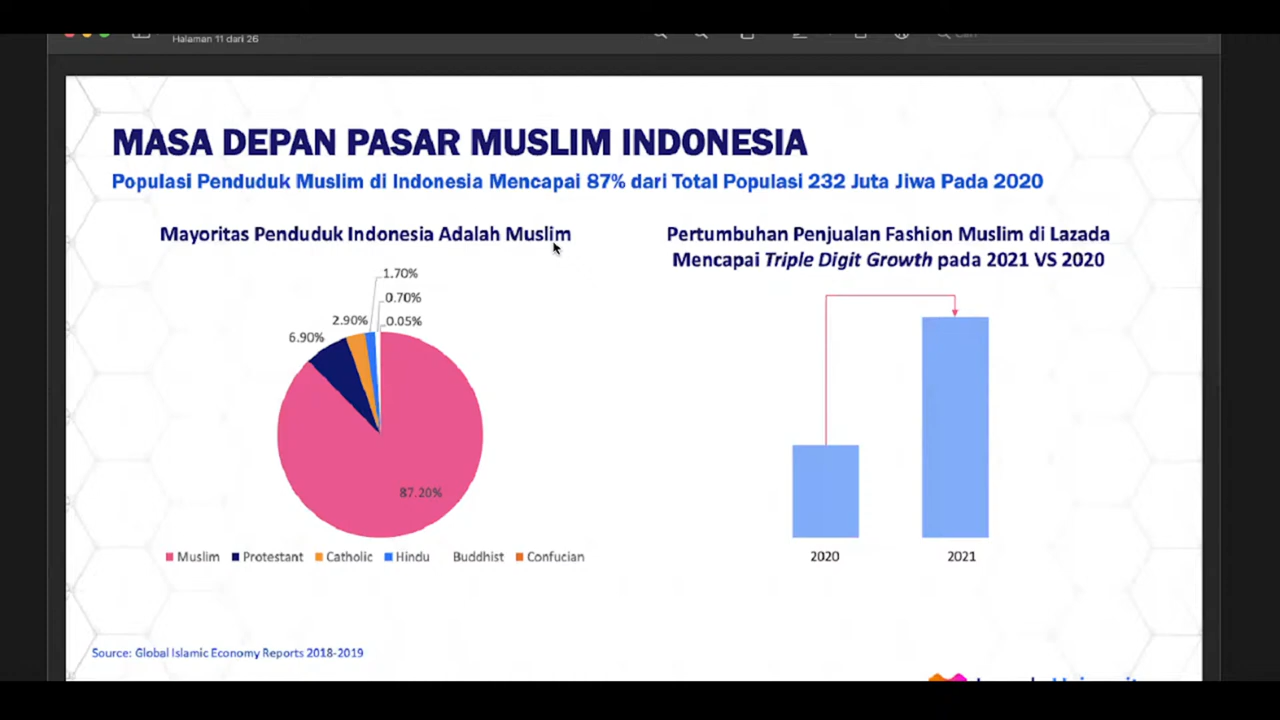 Halaman 11 dari 26
MASA DEPAN PASAR MUSLIM INDONESIA
Populasi Penduduk Muslim di Indonesia Mencapai 87% dari Total Populasi 232 Juta Jiwa Pada 2020
Mayoritas Penduduk Indonesia Adalah Muslim
1.70%
0.70%
2.90%
0.05%
6.90%
87.20%
Muslim Protestant Catholic Hindu Buddhist Confucian
Pertumbuhan Penjualan Fashion Muslim di Lazada
Mencapai Triple Digit Growth pada 2021 VS 2020
2020 2021
Source: Global Islamic Economy Reports 2018-2019